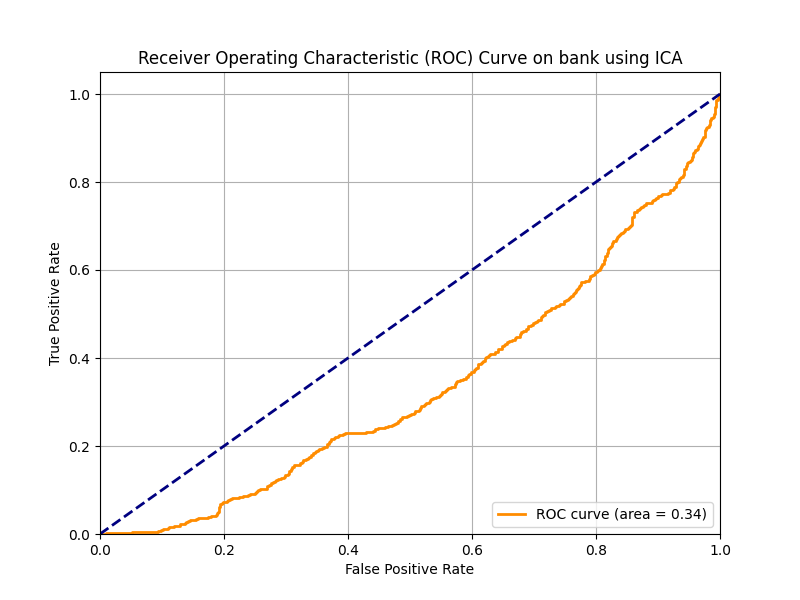 Receiver Operating Characteristic (ROC) Curve on bank using ICA
1.0
0.8
0.6
0.4
0.2
0.0
True Positive Rate
0.0 0.2 0.4 0.6 0.8 1.0
False Positive Rate
ROC curve (area = 0.34)